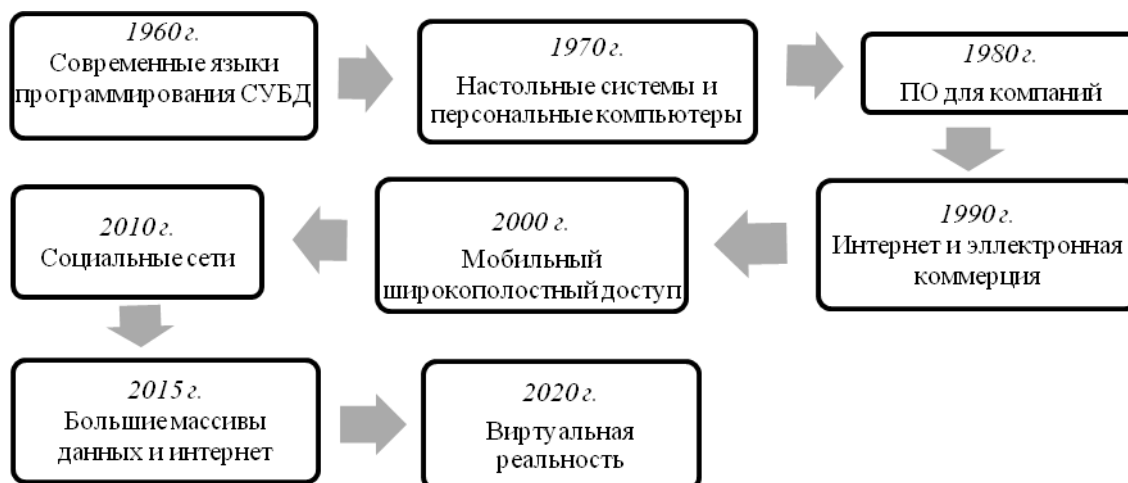 1960 г.
Современные языки
программирования СУБД
1970 г.
Настольные системы и
персональные компьютеры
1980 г.
ПО для компаний
1990 г.
Интернет и эллектронная
коммерция
2000 г.
Мобильный
широкополостный доступ
2010 г.
Социальные сети
2015 г.
Большие массивы
данных и интернет
2020 г.
Виртуальная
реальность